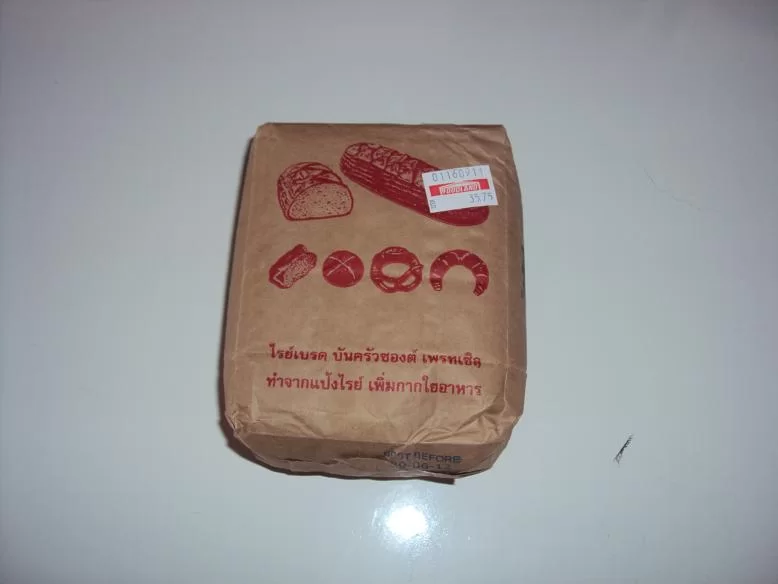 01160911
FOODLAND
35.75
ไรย์เบรด บันครัวซองต์ เพรทเซิล
ทำจากแป้งไรย์ เพิ่มกากใยอาหาร
BEST BEFORE